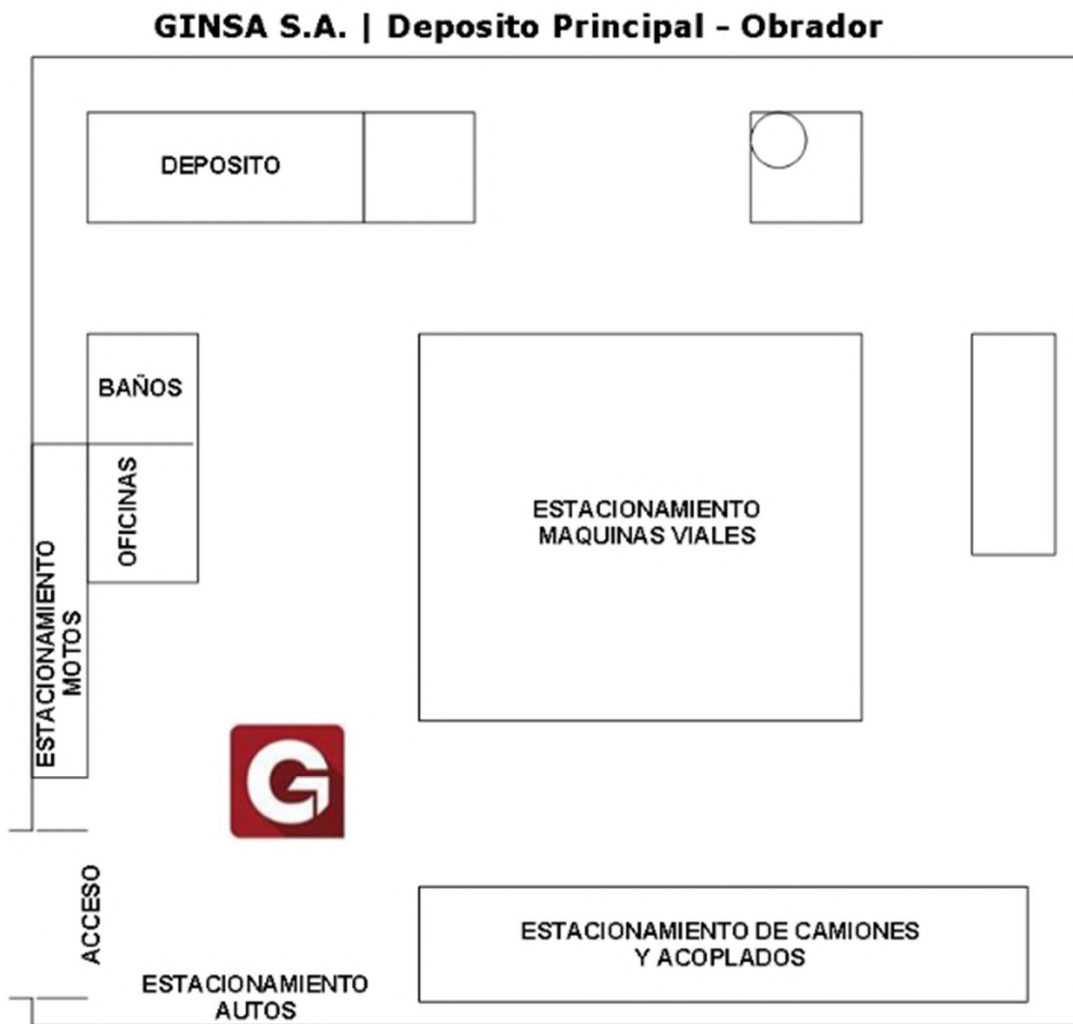 GINSA S.A. | Deposito Principal - Obrador
DEPOSITO
BAÑOS
OFICINAS
ESTACIONAMIENTO
MAQUINAS VIALES
ESTACIONAMIENTO
MOTOS
G
ACCESO
ESTACIONAMIENTO DE CAMIONES
Y ACOPLADOS
ESTACIONAMIENTO
AUTOS